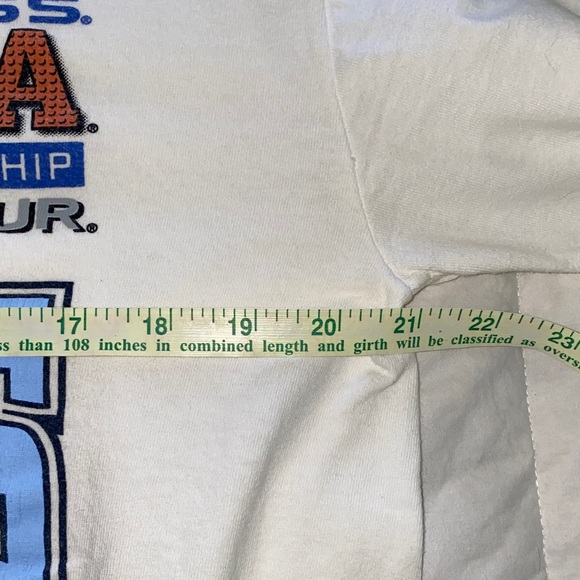 SS.
A®
HIP
UR®
17 18 19 20 21 22 23
ss than 108 inches in combined length and girth will be classified as overs